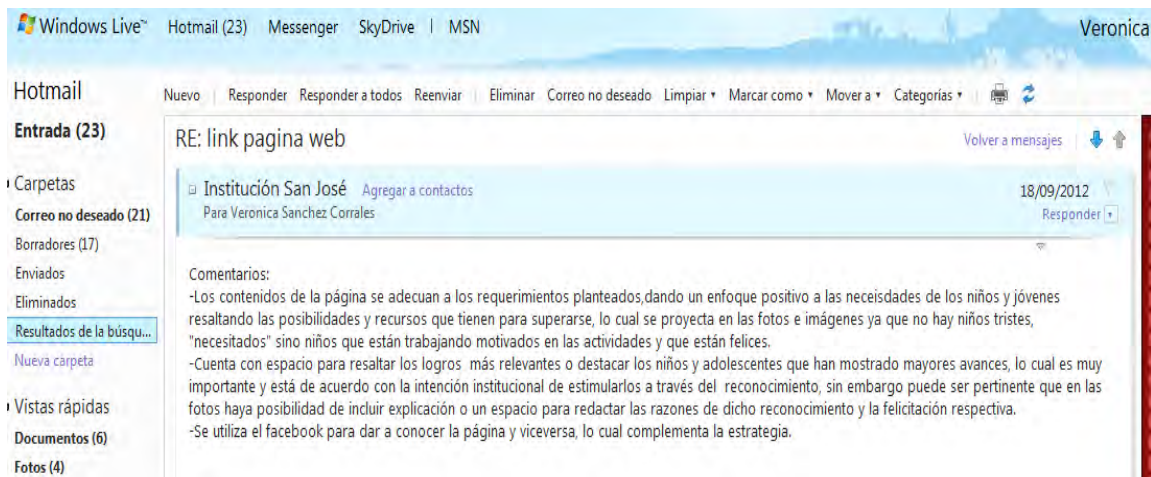 Windows Live™ Hotmail (23) Messenger SkyDrive | MSN Veronica
Hotmail
Nuevo | Responder Responder a todos Reenviar | Eliminar Correo no deseado Limpiar Marcar como Mover a Categorías
Entrada (23)
RE: link pagina web
Volver a mensajes
Carpetas
Correo no deseado (21)
Borradores (17)
Enviados
Eliminados
Resultados de la búsqu...
Nueva carpeta
Vistas rápidas
Documentos (6)
Fotos (4)
Institución San José Agregar a contactos
18/09/2012
Para Veronica Sanchez Corrales
Responder
Comentarios:
-Los contenidos de la página se adecuan a los requerimientos planteados,dando un enfoque positivo a las neceisdades de los niños y jóvenes
resaltando las posibilidades y recursos que tienen para superarse, lo cual se proyecta en las fotos e imágenes ya que no hay niños tristes,
"necesitados" sino niños que están trabajando motivados en las actividades y que están felices.
-Cuenta con espacio para resaltar los logros más relevantes o destacar los niños y adolescentes que han mostrado mayores avances, lo cual es muy
importante y está de acuerdo con la intención institucional de estimularlos a través del reconocimiento, sin embargo puede ser pertinente que en las
fotos haya posibilidad de incluir explicación o un espacio para redactar las razones de dicho reconocimiento y la felicitación respectiva.
-Se utiliza el facebook para dar a conocer la página y viceversa, lo cual complementa la estrategia.